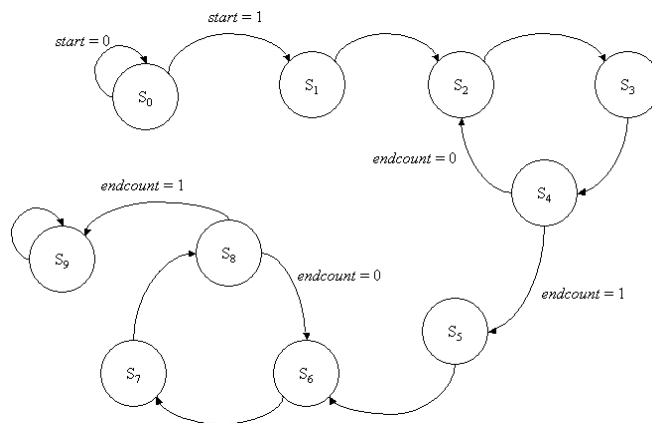 start = 1
start = 0
S₀
S₁
S₂
S₃
endcount = 0
S₄
endcount = 1
S₉
S₈
endcount = 0
endcount = 1
S₅
S₇
S₆